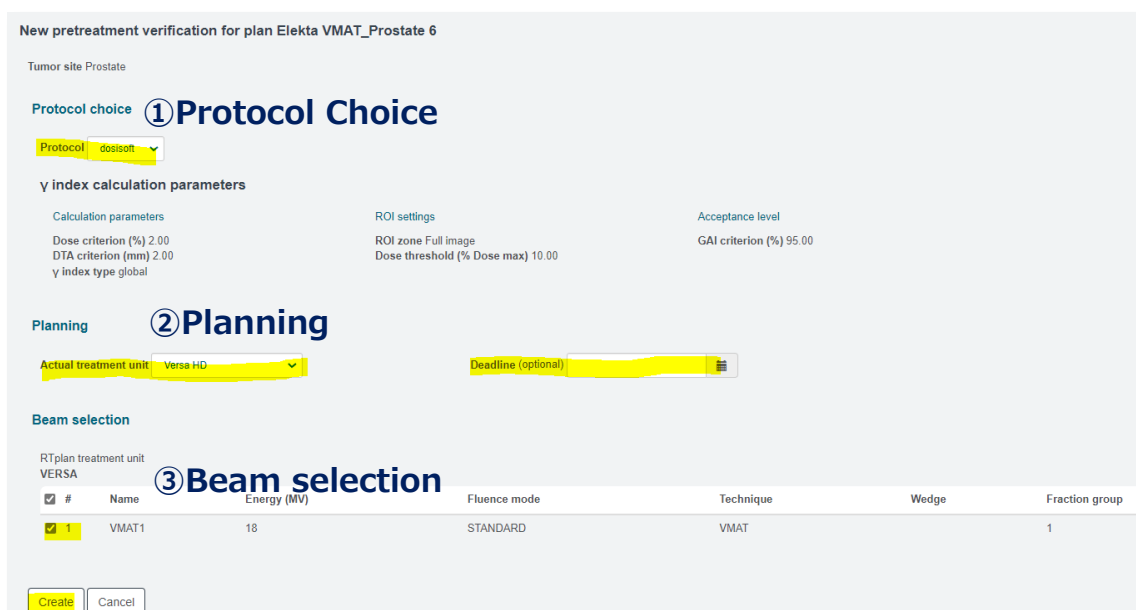 New pretreatment verification for plan Elekta VMAT_Prostate 6
Tumor site Prostate
Protocol choice ①Protocol Choice
Protocol dosisoft
γ index calculation parameters
Calculation parameters ROI settings Acceptance level
Dose criterion (%) 2.00 ROI zone Full image GAI criterion (%) 95.00
DTA criterion (mm) 2.00 Dose threshold (% Dose max) 10.00
γ index type global
Planning ②Planning
Actual treatment unit Versa HD Deadline (optional)
Beam selection
RTplan treatment unit
VERSA
③Beam selection
# Name Energy (MV) Fluence mode Technique Wedge Fraction group
1 VMAT1 18 STANDARD VMAT 1
Create Cancel